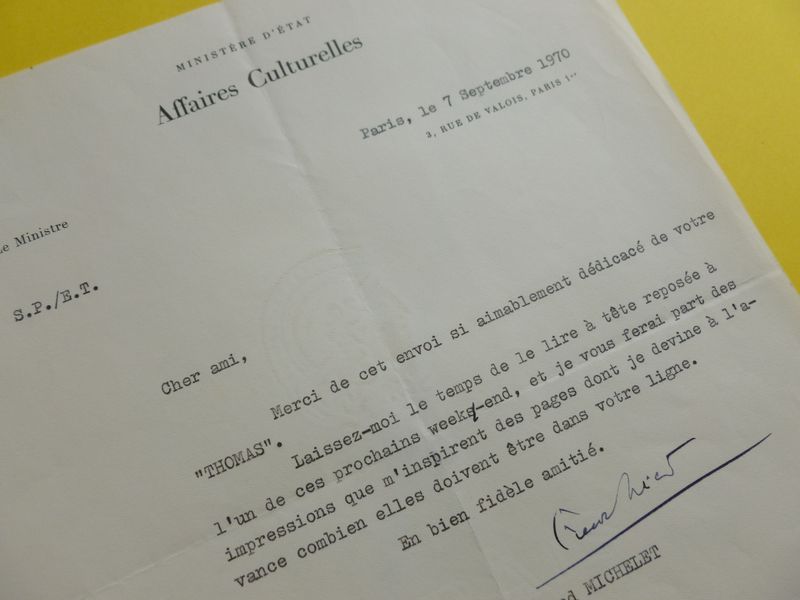 MINISTÈRE D'ÉTAT
Affaires Culturelles
Paris, le 7 Septembre 1970
3, RUE DE VALOIS, PARIS 1er
Le Ministre
S.P./E.T.
Cher ami,
Merci de cet envoi si aimablement dédicacé de votre
"THOMAS".
Laissez-moi le temps de le lire à tête reposée à
l'un de ces prochains weeks-end, et je vous ferai part des
impressions que m'inspirent des pages dont je devine à l'a-
vance combien elles doivent être dans votre ligne.
En bien fidèle amitié.
MICHELET